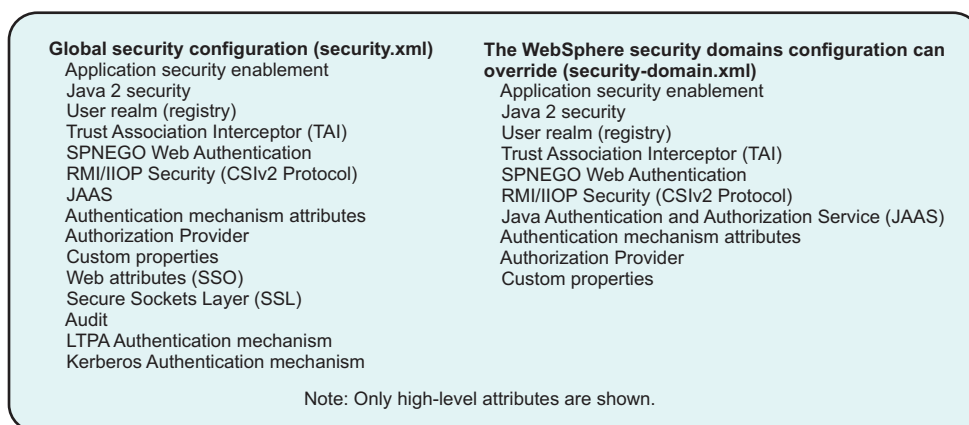 Global security configuration (security.xml)
Application security enablement
Java 2 security
User realm (registry)
Trust Association Interceptor (TAI)
SPNEGO Web Authentication
RMI/IIOP Security (CSIv2 Protocol)
JAAS
Authentication mechanism attributes
Authorization Provider
Custom properties
Web attributes (SSO)
Secure Sockets Layer (SSL)
Audit
LTPA Authentication mechanism
Kerberos Authentication mechanism
The WebSphere security domains configuration can
override (security-domain.xml)
Application security enablement
Java 2 security
User realm (registry)
Trust Association Interceptor (TAI)
SPNEGO Web Authentication
RMI/IIOP Security (CSIv2 Protocol)
Java Authentication and Authorization Service (JAAS)
Authentication mechanism attributes
Authorization Provider
Custom properties
Note: Only high-level attributes are shown.